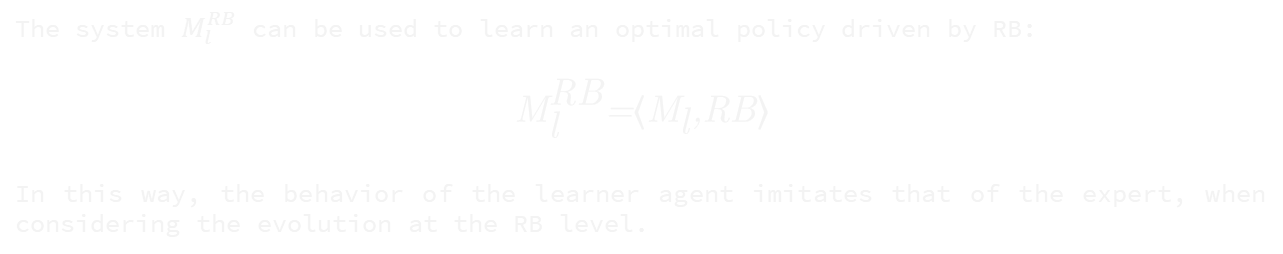 The system M_l^RB can be used to learn an optimal policy driven by RB:
M_l^RB=⟨M_l,RB⟩
In this way, the behavior of the learner agent imitates that of the expert, when
considering the evolution at the RB level.